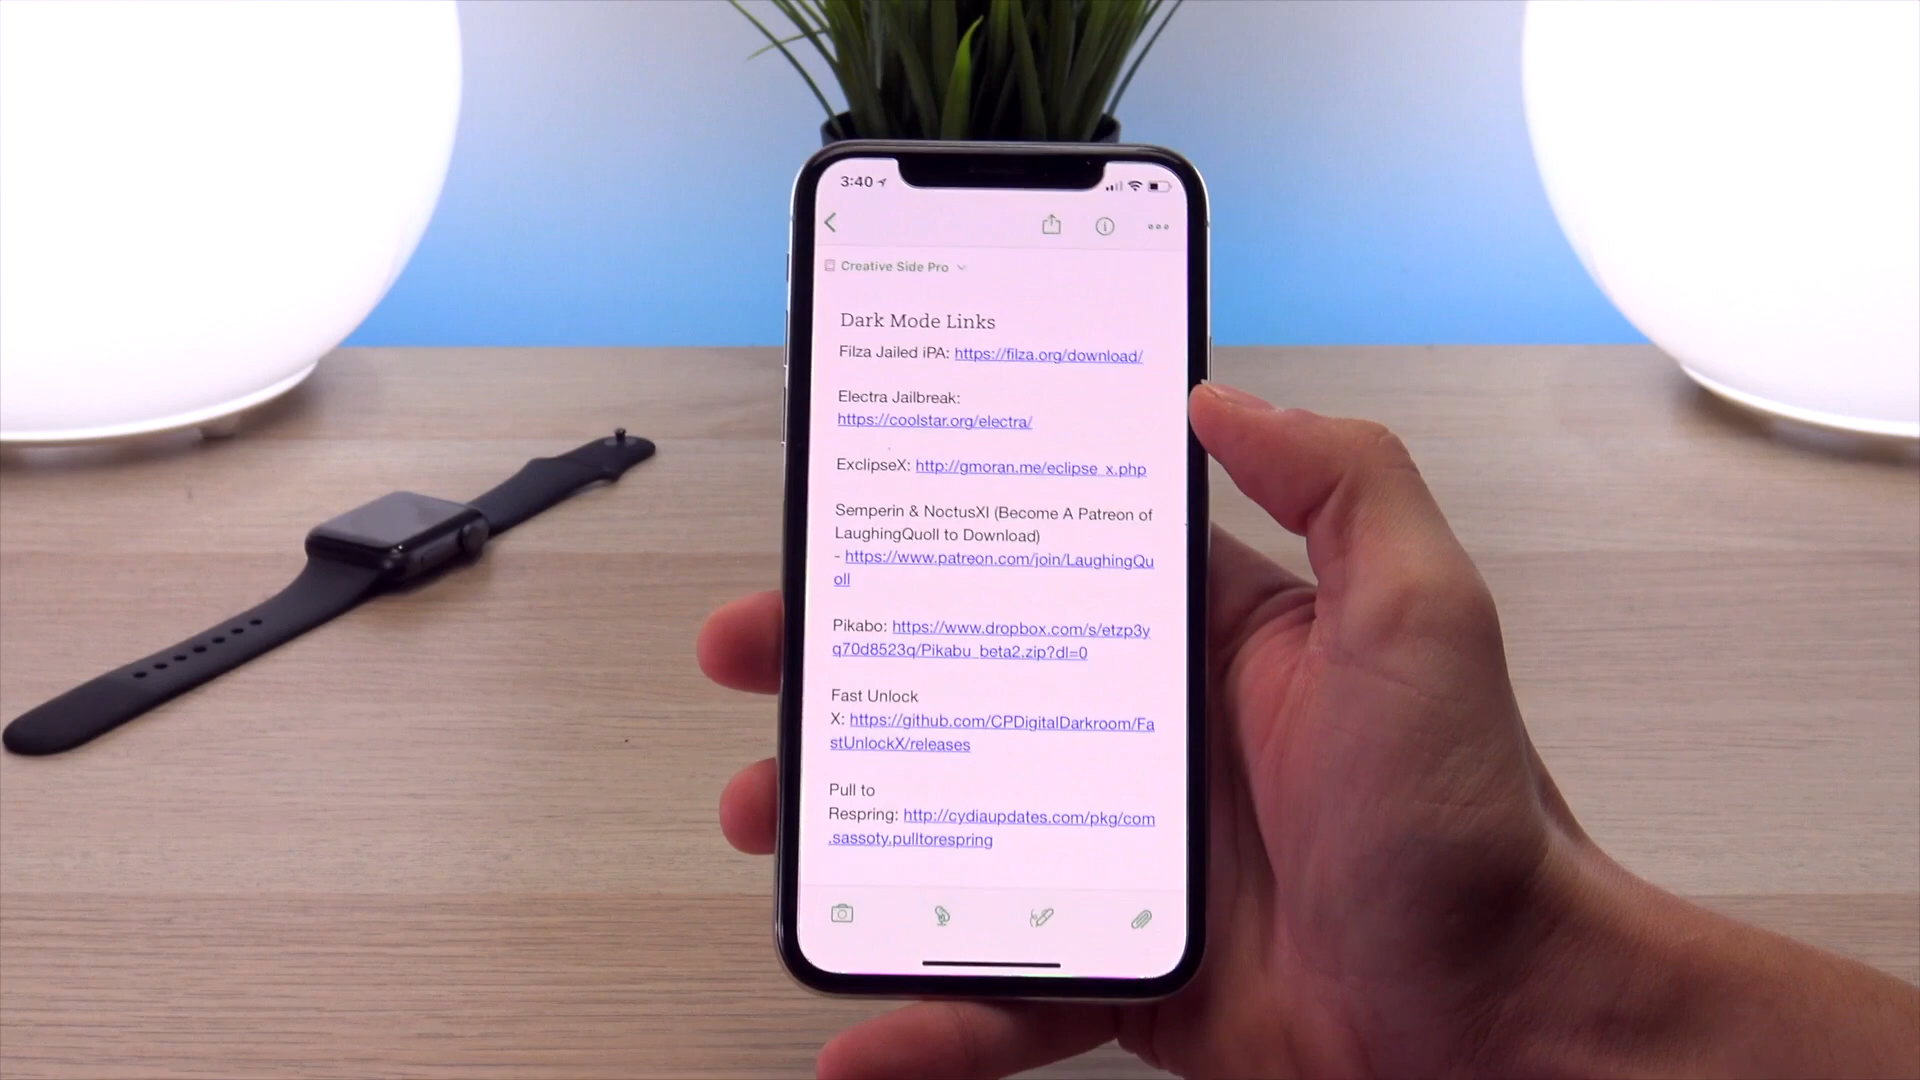 3:40
Creative Side Pro
Dark Mode Links
Filza Jailed iPA: https://filza.org/download/
Electra Jailbreak:
https://coolstar.org/electra/
ExclipseX: http://gmoran.me/eclipse_x.php
Semperin & NoctusXI (Become A Patreon of
LaughingQuoll to Download)
- https://www.patreon.com/join/LaughingQu
oll
Pikabo: https://www.dropbox.com/s/etzp3y
q70d8523q/Pikabu_beta2.zip?dl=0
Fast Unlock
X: https://github.com/CPDigitalDarkroom/Fa
stUnlockX/releases
Pull to
Respring: http://cydiaupdates.com/pkg/com
.sassoty.pulltorespring